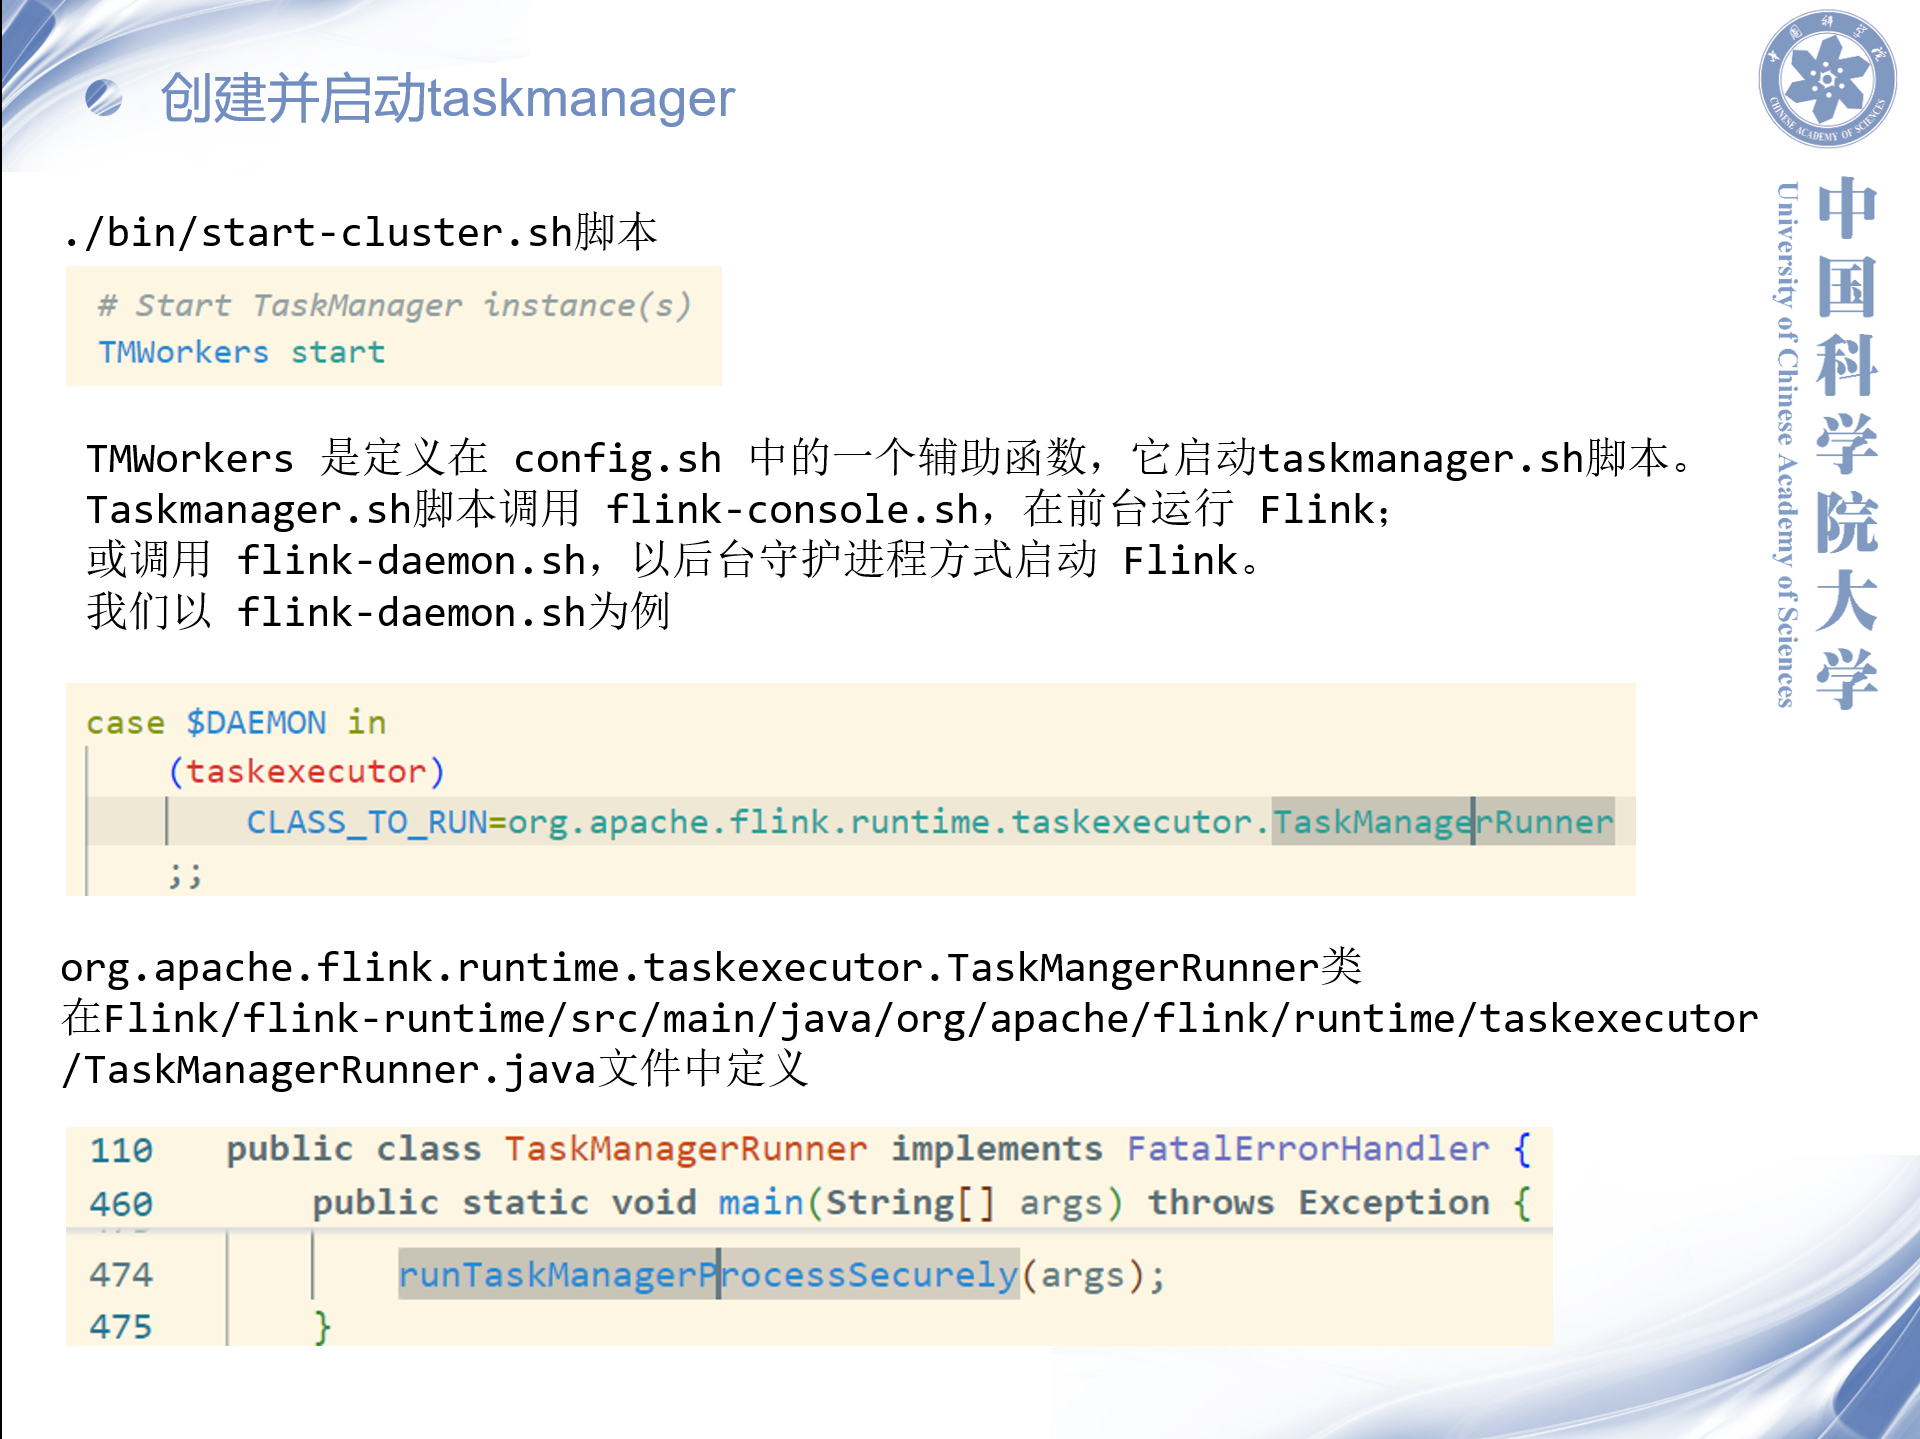 创建并启动taskmanager
./bin/start-cluster.sh脚本
# Start TaskManager instance(s)
TMWorkers start
TMWorkers 是定义在 config.sh 中的一个辅助函数，它启动taskmanager.sh脚本。
Taskmanager.sh脚本调用 flink-console.sh，在前台运行 Flink；
或调用 flink-daemon.sh，以后台守护进程方式启动 Flink。
我们以 flink-daemon.sh为例
case $DAEMON in
(taskexecutor)
CLASS_TO_RUN=org.apache.flink.runtime.taskexecutor.TaskManagerRunner
;;
org.apache.flink.runtime.taskexecutor.TaskMangerRunner类
在Flink/flink-runtime/src/main/java/org/apache/flink/runtime/taskexecutor
/TaskManagerRunner.java文件中定义
110 public class TaskManagerRunner implements FatalErrorHandler {
460 public static void main(String[] args) throws Exception {
474 runTaskManagerProcessSecurely(args);
475 }
中国科学院
CHINESE ACADEMY OF SCIENCES
中国科学院大学
University of Chinese Academy of Sciences